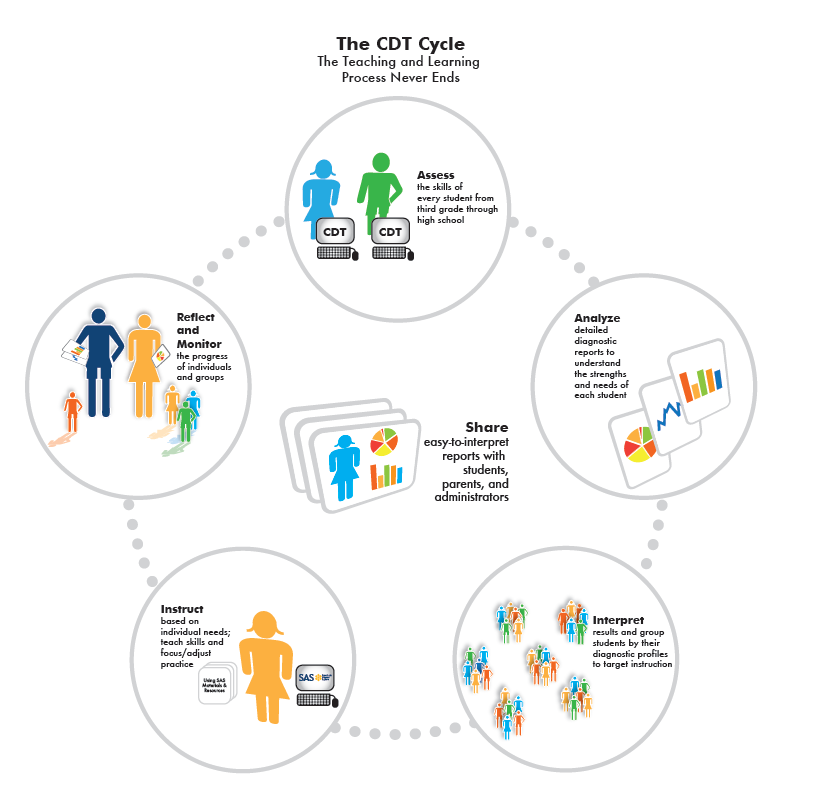 The CDT Cycle
The Teaching and Learning
Process Never Ends
Assess
the skills of
every student from
third grade through
high school
CDT
CDT
Reflect
and
Monitor
the progress
of individuals
and groups
Analyze
detailed
diagnostic
reports to
understand
the strengths
and needs of
each student
Share
easy-to-interpret
reports with
students,
parents, and
administrators
Instruct
based on
individual needs;
teach skills and
focus/adjust
practice
Using SAS
Materials &
Resources
SAS
Interpret
results and group
students by their
diagnostic profiles
to target instruction